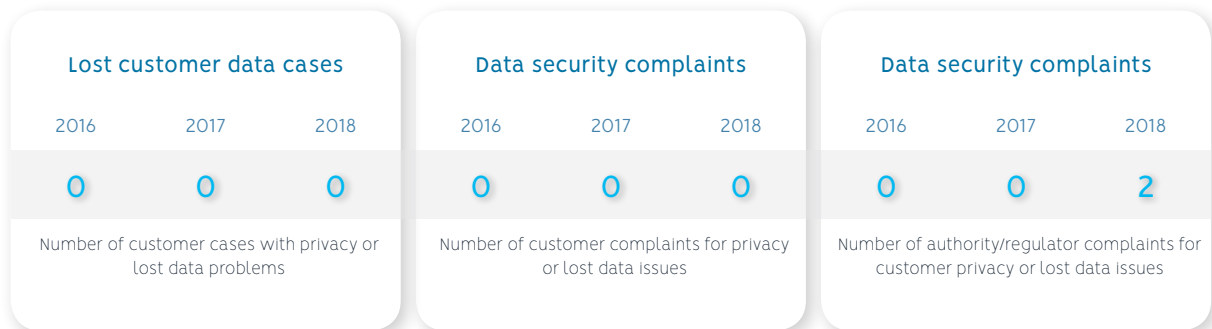 Lost customer data cases
2016 2017 2018
0 0 0
Number of customer cases with privacy or
lost data problems
Data security complaints
2016 2017 2018
0 0 0
Number of customer complaints for privacy
or lost data issues
Data security complaints
2016 2017 2018
0 0 2
Number of authority/regulator complaints for
customer privacy or lost data issues